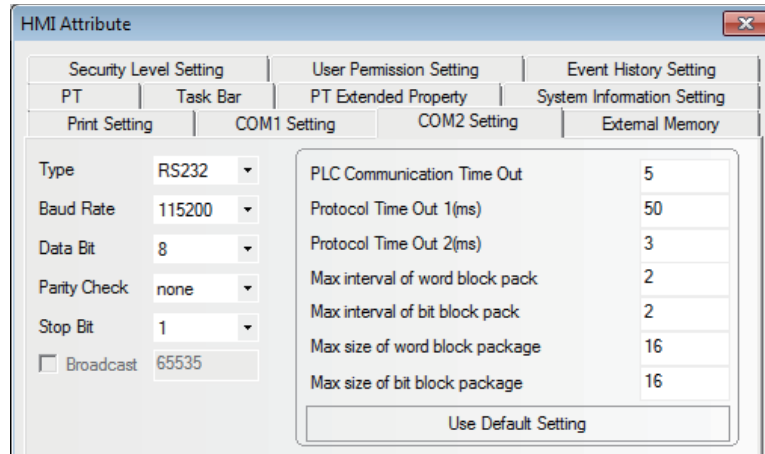 HMI Attribute
Security Level Setting User Permission Setting Event History Setting
PT Task Bar PT Extended Property System Information Setting
Print Setting COM1 Setting COM2 Setting External Memory
Type RS232
Baud Rate 115200
Data Bit 8
Parity Check none
Stop Bit 1
Broadcast 65535
PLC Communication Time Out 5
Protocol Time Out 1(ms) 50
Protocol Time Out 2(ms) 3
Max interval of word block pack 2
Max interval of bit block pack 2
Max size of word block package 16
Max size of bit block package 16
Use Default Setting